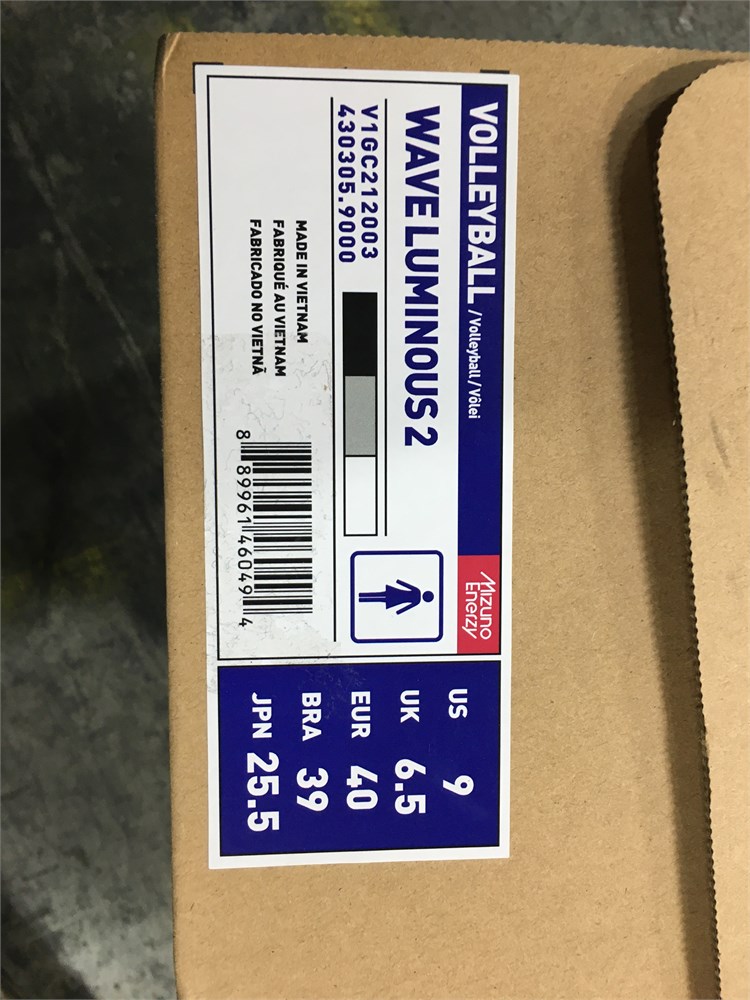 VOLLEYBALL / Volleyball / Vôlei
Mizuno
Enerzy
WAVE LUMINOUS 2
V1GC212003
430305.9000
MADE IN VIETNAM
FABRIQUÉ AU VIETNAM
FABRICADO NO VIETNÃ
8 89961 46049 4
US 9
UK 6.5
EUR 40
BRA 39
JPN 25.5